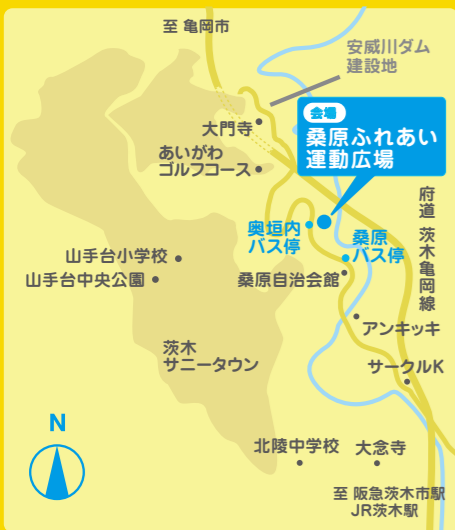 至 亀岡市
安威川ダム
建設地
会場
桑原ふれあい
運動広場
大門寺
あいがわ
ゴルフコース
府道 茨木亀岡線
奥垣内
バス停
桑原
バス停
山手台小学校
山手台中央公園
桑原自治会館
アンキッキ
茨木
サニータウン
サークルK
N
北陵中学校
大念寺
至 阪急茨木市駅
JR茨木駅